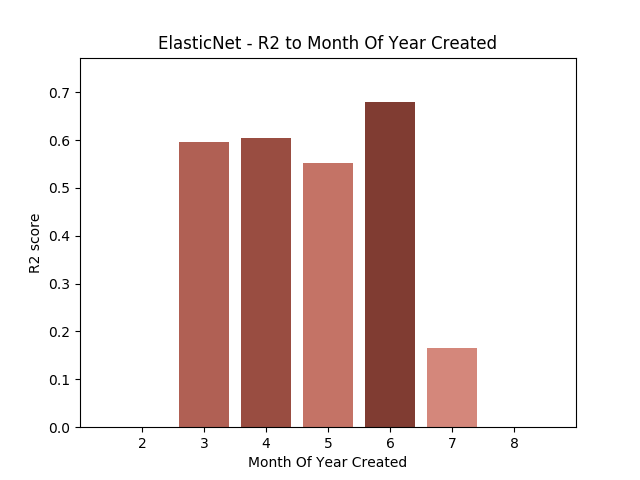 ElasticNet - R2 to Month Of Year Created
0.7
0.6
0.5
0.4
0.3
0.2
0.1
0.0
R2 score
2 3 4 5 6 7 8
Month Of Year Created